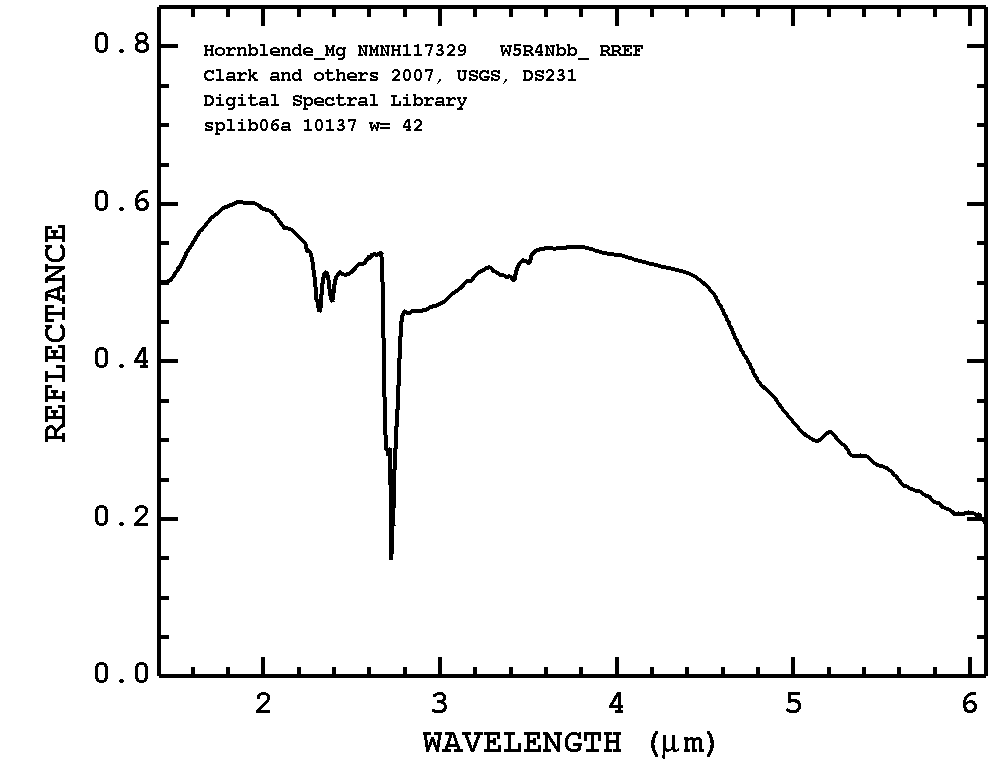 0.8
Hornblende_Mg NMNH117329 W5R4Nbb_ RREF
Clark and others 2007, USGS, DS231
Digital Spectral Library
splib06a 10137 w= 42
0.6
REFLECTANCE
0.4
0.2
0.0
2 3 4 5 6
WAVELENGTH (μm)